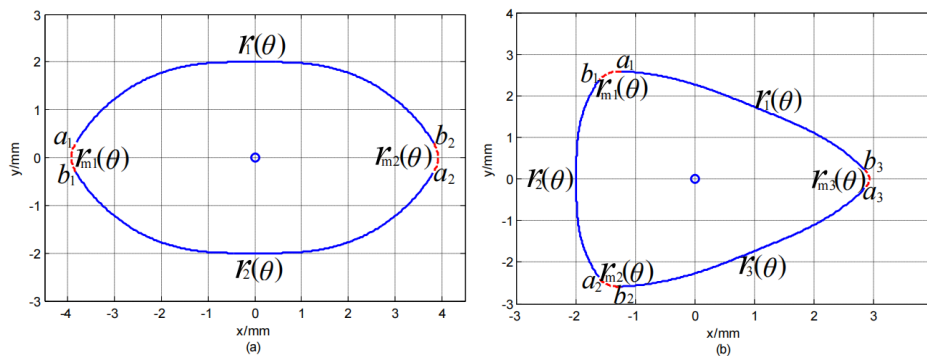 3
2
1
0
-1
-2
-3
y/mm
r₁(θ)
a₁
b₁
rₘ₁(θ)
rₘ₂(θ)
b₂
a₂
r₂(θ)
-4 -3 -2 -1 0 1 2 3 4
x/mm
(a)
4
3
2
1
0
-1
-2
-3
y/mm
a₁
b₁
rₘ₁(θ)
r₁(θ)
r₂(θ)
b₃
rₘ₃(θ)
a₃
rₘ₂(θ)
a₂
b₂
r₃(θ)
-3 -2 -1 0 1 2 3
x/mm
(b)